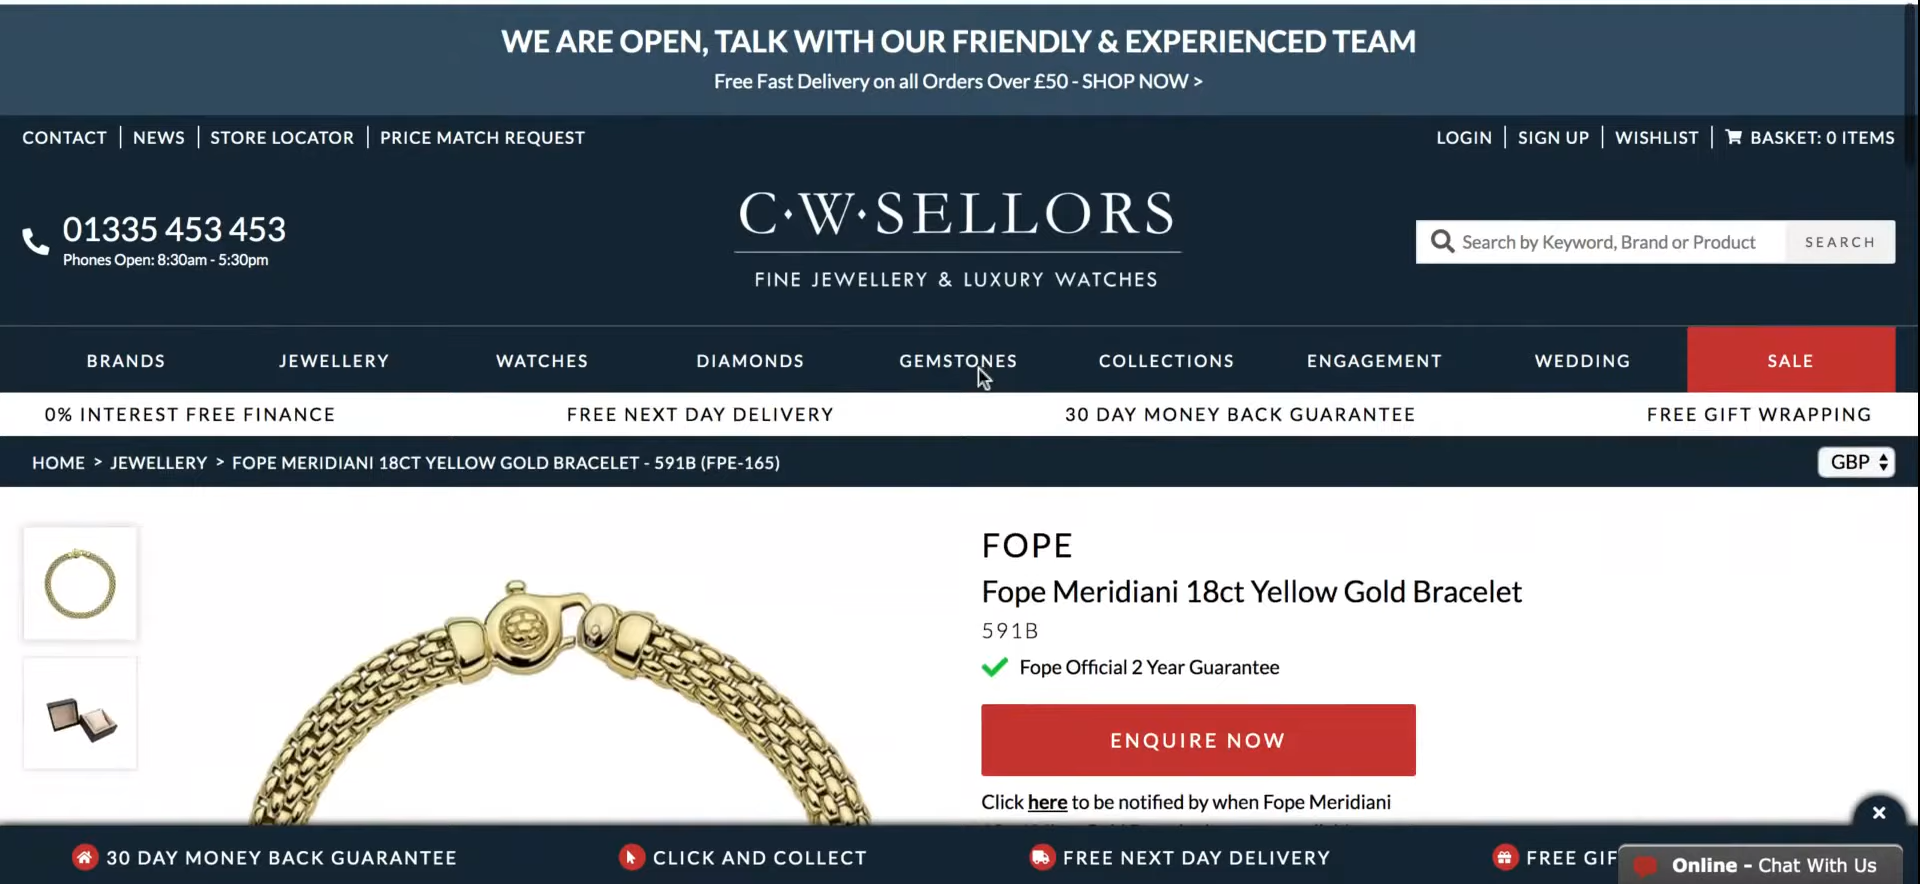 WE ARE OPEN, TALK WITH OUR FRIENDLY & EXPERIENCED TEAM
Free Fast Delivery on all Orders Over £50 - SHOP NOW >
CONTACT | NEWS | STORE LOCATOR | PRICE MATCH REQUEST
LOGIN | SIGN UP | WISHLIST | BASKET: 0 ITEMS
01335 453 453
Phones Open: 8:30am - 5:30pm
C·W·SELLORS
FINE JEWELLERY & LUXURY WATCHES
Search by Keyword, Brand or Product
SEARCH
BRANDS JEWELLERY WATCHES DIAMONDS GEMSTONES COLLECTIONS ENGAGEMENT WEDDING SALE
0% INTEREST FREE FINANCE FREE NEXT DAY DELIVERY 30 DAY MONEY BACK GUARANTEE FREE GIFT WRAPPING
HOME > JEWELLERY > FOPE MERIDIANI 18CT YELLOW GOLD BRACELET - 591B (FPE-165)
GBP
FOPE
Fope Meridiani 18ct Yellow Gold Bracelet
591B
Fope Official 2 Year Guarantee
ENQUIRE NOW
Click here to be notified by when Fope Meridiani
30 DAY MONEY BACK GUARANTEE CLICK AND COLLECT FREE NEXT DAY DELIVERY FREE GIF
Online - Chat With Us